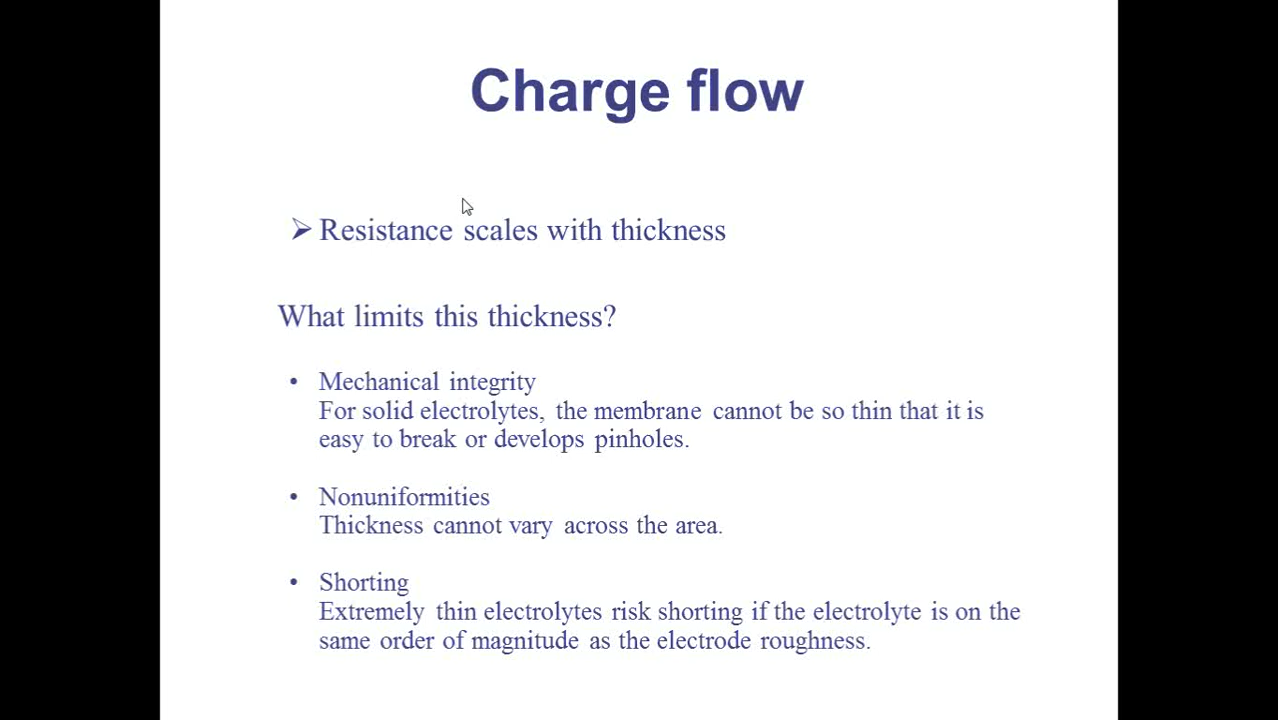 Charge flow
➢ Resistance scales with thickness
What limits this thickness?
• Mechanical integrity
For solid electrolytes, the membrane cannot be so thin that it is
easy to break or develops pinholes.
• Nonuniformities
Thickness cannot vary across the area.
• Shorting
Extremely thin electrolytes risk shorting if the electrolyte is on the
same order of magnitude as the electrode roughness.